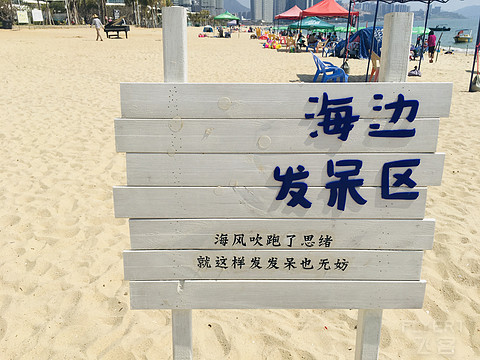 海边
发呆区
海风吹跑了思绪
就这样发发呆也无妨